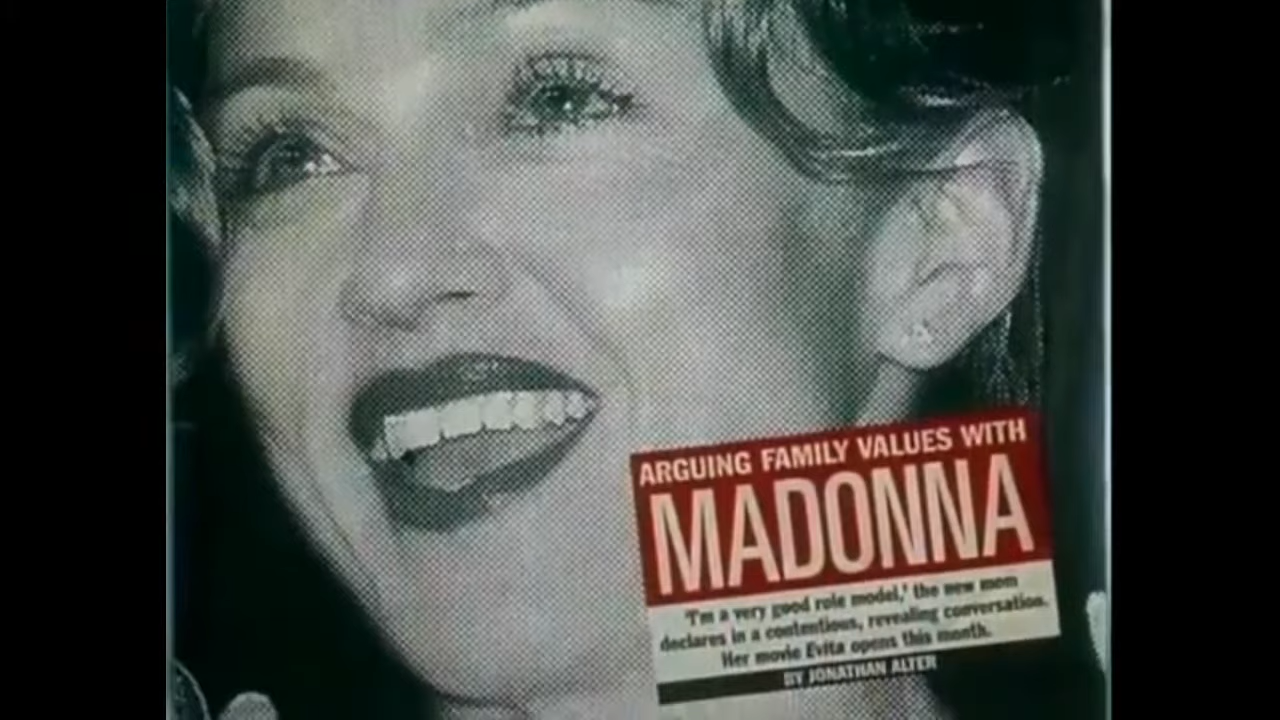 ARGUING FAMILY VALUES WITH
MADONNA
'I'm a very good role model,' the new mom
declares in a contentious, revealing conversation.
Her movie Evita opens this month.
BY JONATHAN ALTER